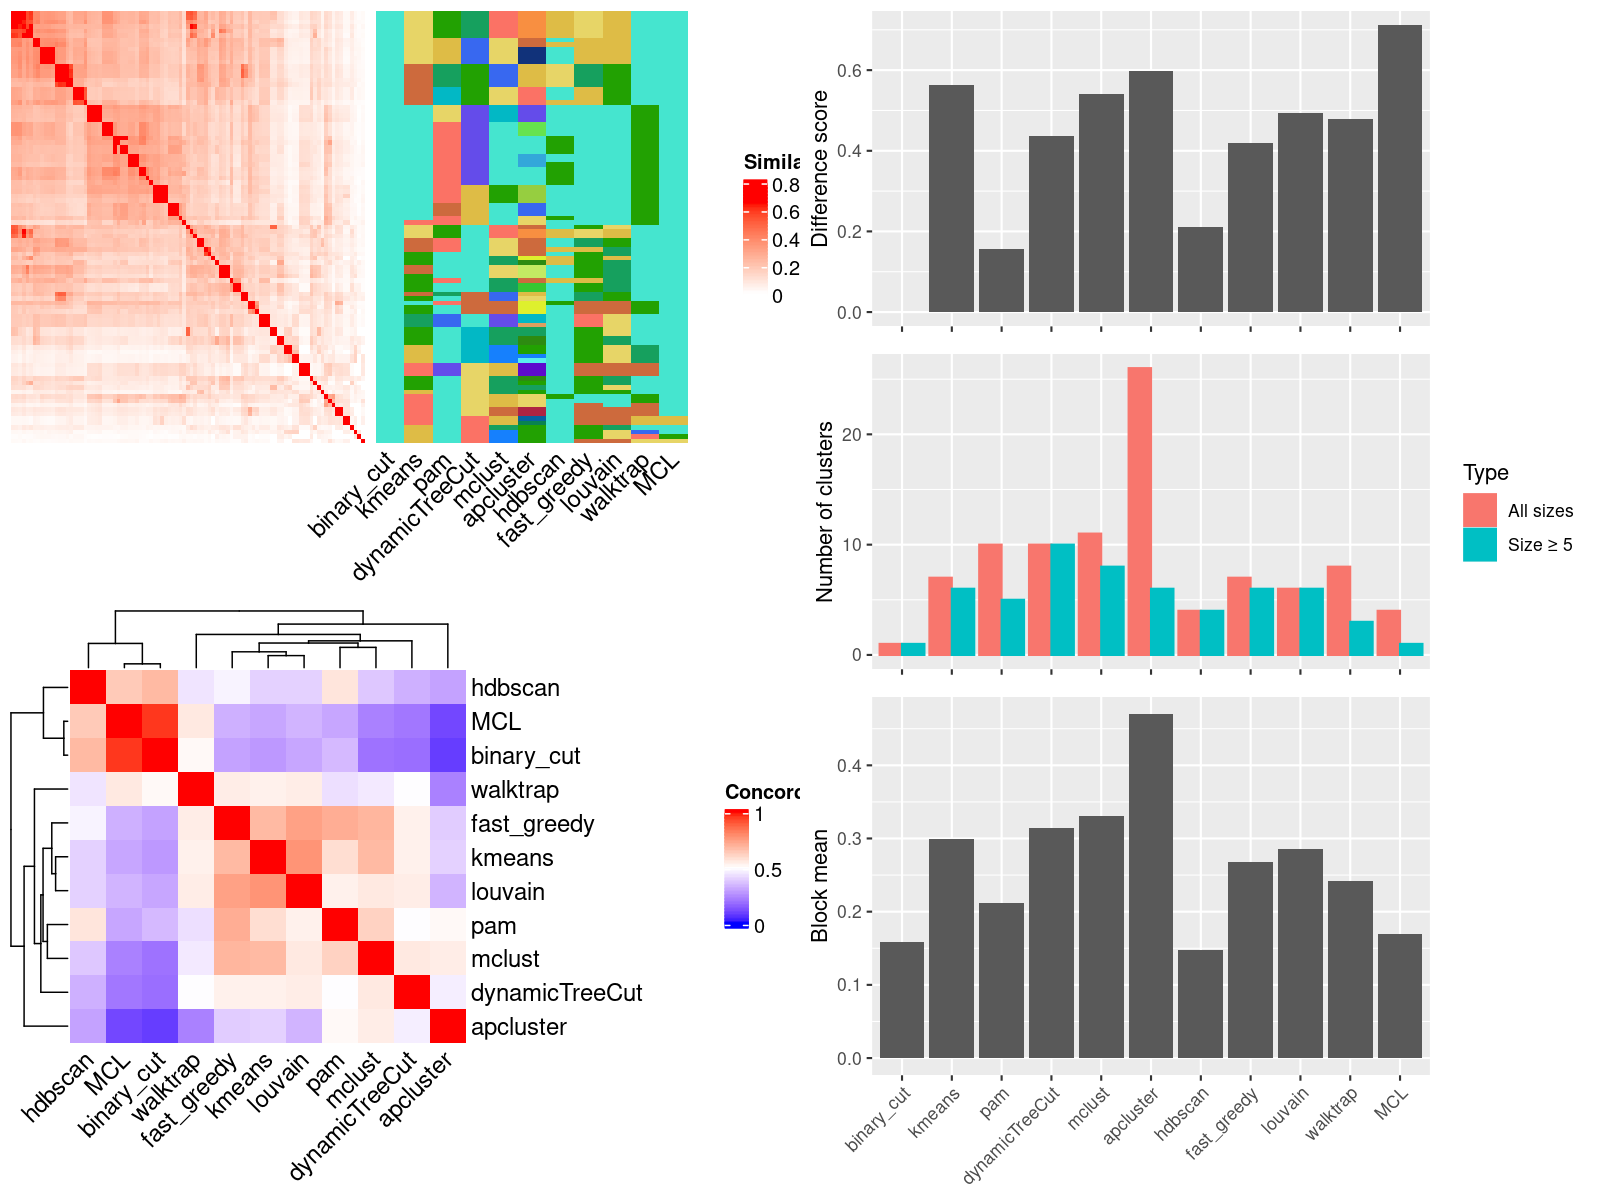 Simila
0.8
0.6
0.4
0.2
0
binary_cut
kmeans
pam
dynamicTreeCut
mclust
apcluster
hdbscan
fast_greedy
louvain
walktrap
MCL
hdbscan
MCL
binary_cut
walktrap
fast_greedy
kmeans
louvain
pam
mclust
dynamicTreeCut
apcluster
hdbscan
MCL
binary_cut
walktrap
fast_greedy
kmeans
louvain
pam
mclust
dynamicTreeCut
apcluster
Concord
1
0.5
0
Difference score
0.6
0.4
0.2
0.0
Number of clusters
20
10
0
Type
All sizes
Size ≥ 5
Block mean
0.4
0.3
0.2
0.1
0.0
binary_cut
kmeans
pam
dynamicTreeCut
mclust
apcluster
hdbscan
fast_greedy
louvain
walktrap
MCL